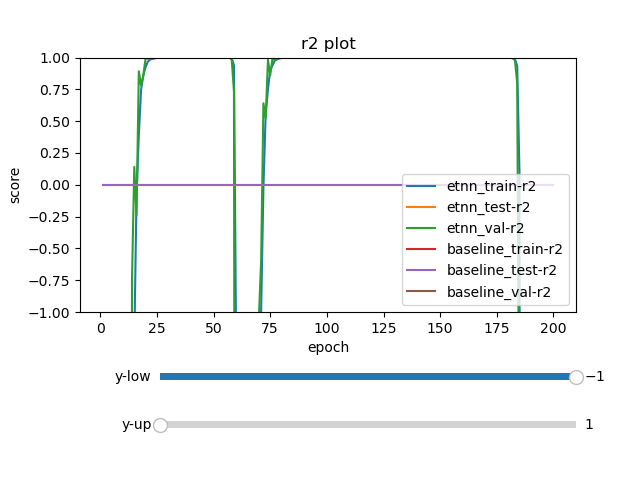 r2 plot
1.00
0.75
0.50
0.25
0.00
−0.25
−0.50
−0.75
−1.00
score
0 25 50 75 100 125 150 175 200
epoch
etnn_train-r2
etnn_test-r2
etnn_val-r2
baseline_train-r2
baseline_test-r2
baseline_val-r2
y-low −1
y-up 1